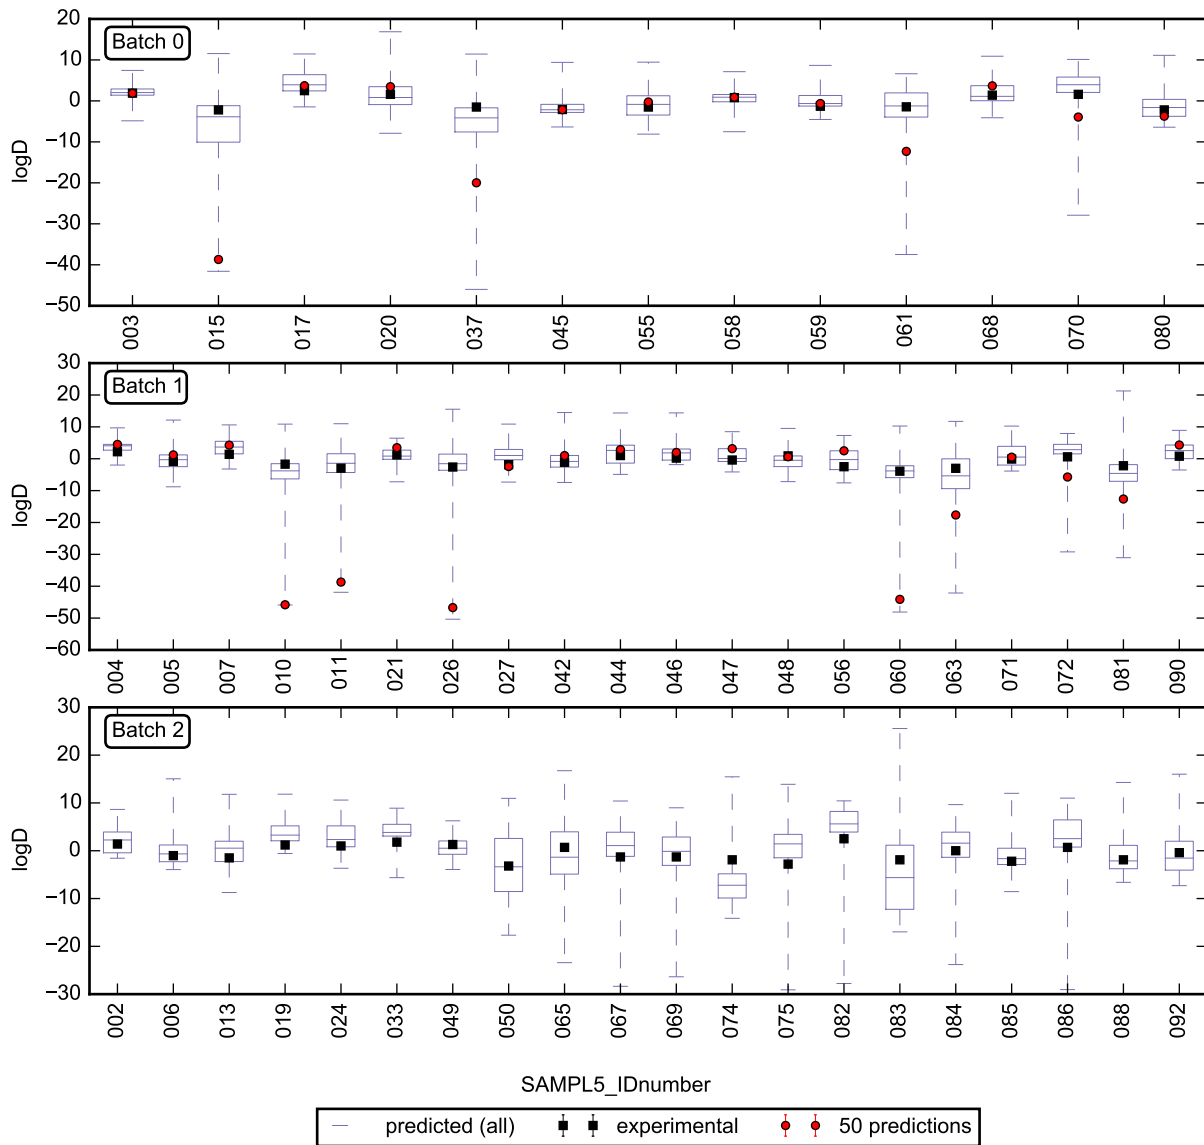 20
Batch 0
10
0
−10
−20
−30
−40
−50
logD
003 015 017 020 037 045 055 058 059 061 068 070 080
30
Batch 1
20
10
0
−10
−20
−30
−40
−50
−60
logD
004 005 007 010 011 021 026 027 042 044 046 047 048 056 060 063 071 072 081 090
30
Batch 2
20
10
0
−10
−20
−30
logD
002 006 013 019 024 033 049 050 065 067 069 074 075 082 083 084 085 086 088 092
SAMPL5_IDnumber
predicted (all) experimental 50 predictions